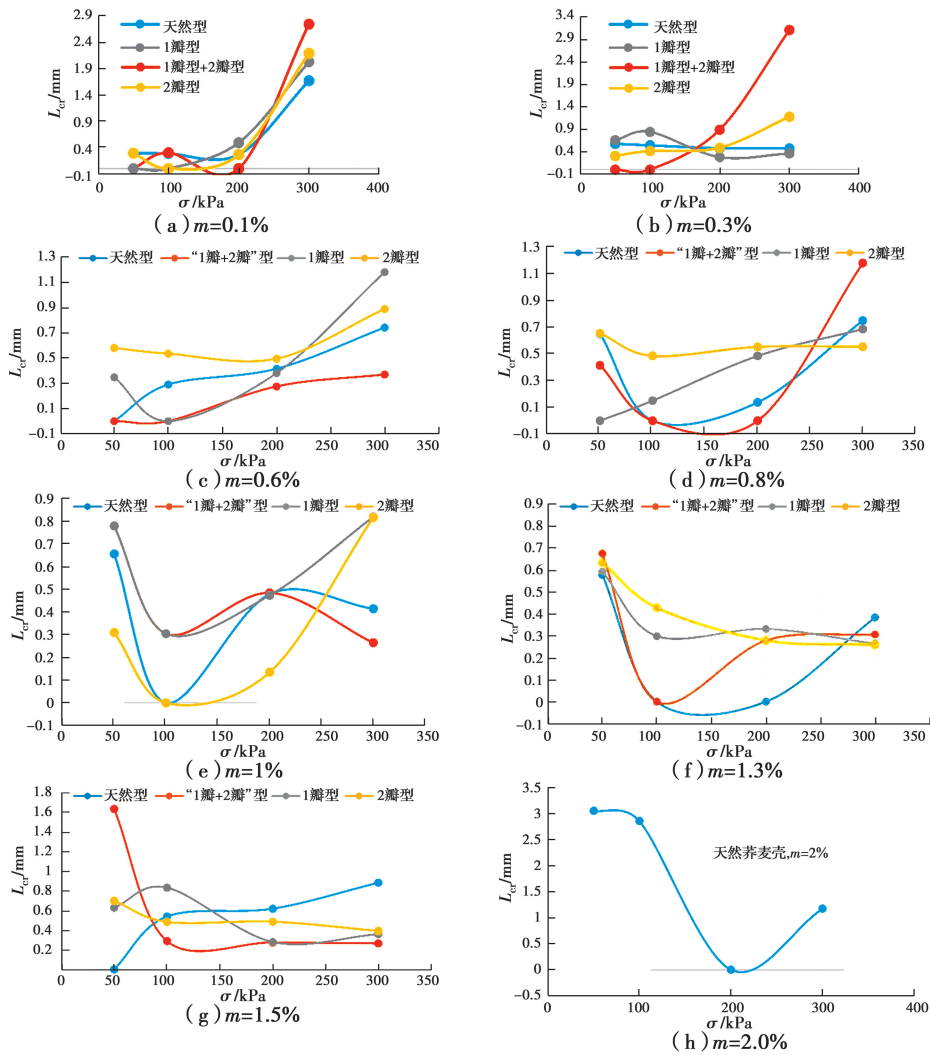 2.9
2.4
1.9
1.4
0.9
0.4
−0.1
L_cr/mm
天然型
1瓣型
1瓣型+2瓣型
2瓣型
0 100 200 300 400
σ/kPa
（a）m=0.1%
3.4
2.9
2.4
1.9
1.4
0.9
0.4
−0.1
L_cr/mm
天然型
1瓣型
1瓣型+2瓣型
2瓣型
0 100 200 300 400
σ/kPa
（b）m=0.3%
1.3
1.1
0.9
0.7
0.5
0.3
0.1
−0.1
L_cr/mm
天然型 “1瓣+2瓣”型 1瓣型 2瓣型
0 50 100 150 200 250 300 350
σ/kPa
（c）m=0.6%
1.3
1.1
0.9
0.7
0.5
0.3
0.1
−0.1
L_cr/mm
天然型 “1瓣+2瓣”型 1瓣型 2瓣型
0 50 100 150 200 250 300 350
σ/kPa
（d）m=0.8%
0.9
0.8
0.7
0.6
0.5
0.4
0.3
0.2
0.1
0
−0.1
L_cr/mm
天然型 “1瓣+2瓣”型 1瓣型 2瓣型
0 50 100 150 200 250 300 350
σ/kPa
（e）m=1%
0.9
0.8
0.7
0.6
0.5
0.4
0.3
0.2
0.1
0
−0.1
L_cr/mm
天然型 “1瓣+2瓣”型 1瓣型 2瓣型
0 50 100 150 200 250 300 350
σ/kPa
（f）m=1.3%
1.8
1.6
1.4
1.2
1
0.8
0.6
0.4
0.2
L_cr/mm
天然型 “1瓣+2瓣”型 1瓣型 2瓣型
0 50 100 150 200 250 300 350
σ/kPa
（g）m=1.5%
3.5
3
2.5
2
1.5
1
0.5
0
−0.5
L_cr/mm
天然荞麦壳,m=2%
0 100 200 300 400
σ/kPa
（h）m=2.0%